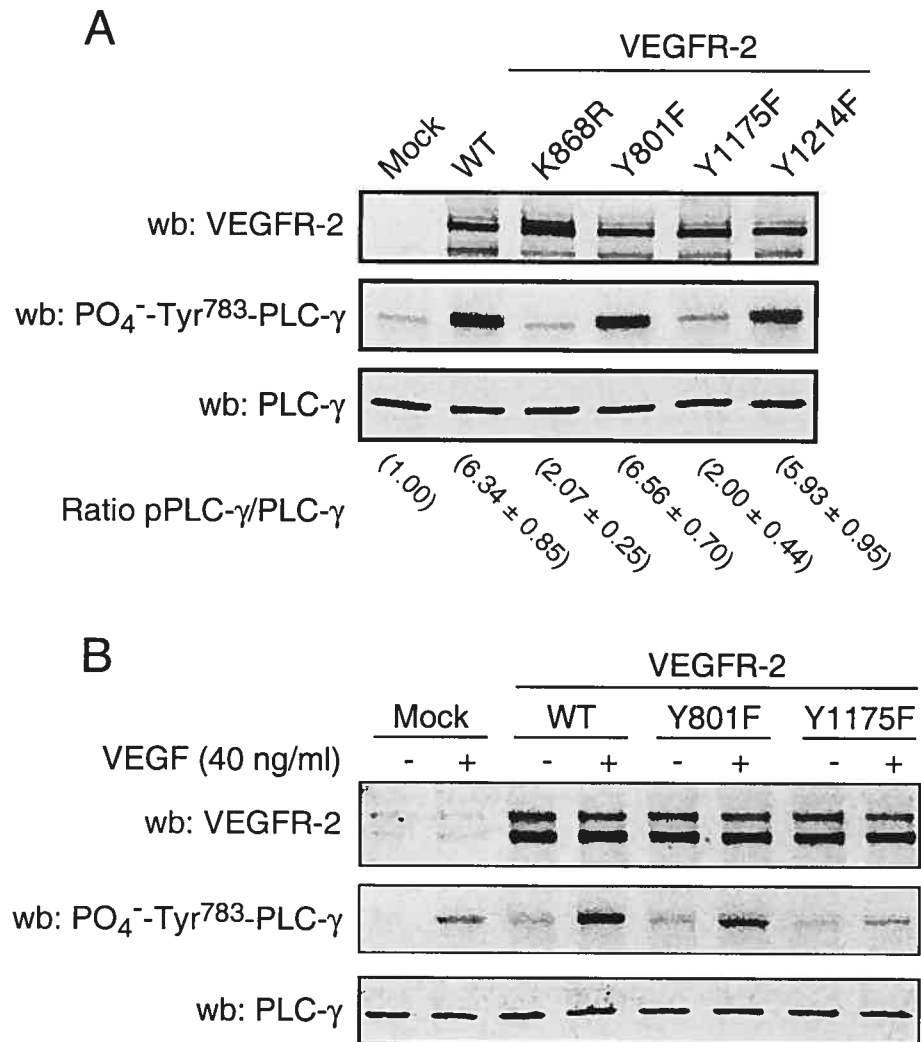 A
VEGFR-2
Mock WT K868R Y801F Y1175F Y1214F
wb: VEGFR-2
wb: PO₄⁻-Tyr⁷⁸³-PLC-γ
wb: PLC-γ
Ratio pPLC-γ/PLC-γ (1.00) (6.34 ± 0.85) (2.07 ± 0.25) (6.56 ± 0.70) (2.00 ± 0.44) (5.93 ± 0.95)
B
VEGFR-2
Mock WT Y801F Y1175F
VEGF (40 ng/ml) - + - + - + - +
wb: VEGFR-2
wb: PO₄⁻-Tyr⁷⁸³-PLC-γ
wb: PLC-γ